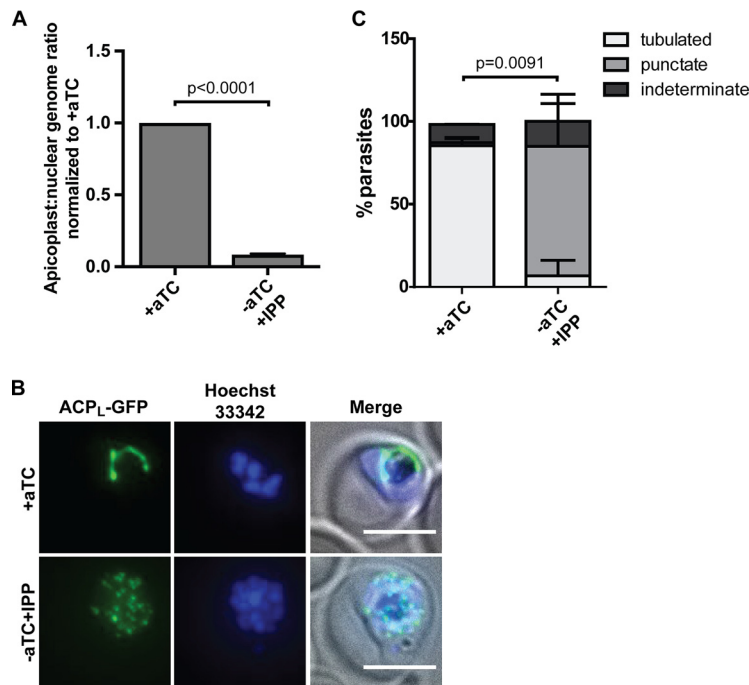 A
Apicoplast:nuclear genome ratio
normalized to +aTC
1.5
1.0
0.5
0.0
p<0.0001
+aTC
-aTC
+IPP
C
% parasites
150
100
50
0
p=0.0091
+aTC
-aTC
+IPP
tubulated
punctate
indeterminate
B
ACPL-GFP
Hoechst
33342
Merge
+aTC
-aTC+IPP